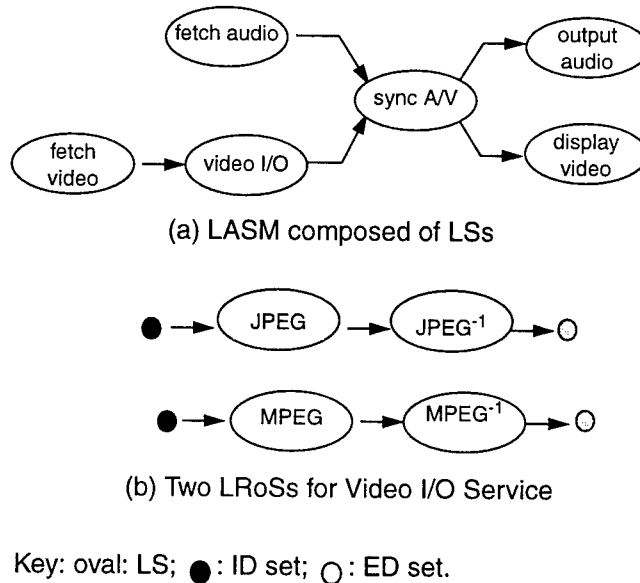 fetch audio
output
audio
sync A/V
fetch
video
video I/O
display
video
(a) LASM composed of LSs
JPEG
JPEG-1
MPEG
MPEG-1
(b) Two LRoSs for Video I/O Service
Key: oval: LS; ●: ID set; ○: ED set.